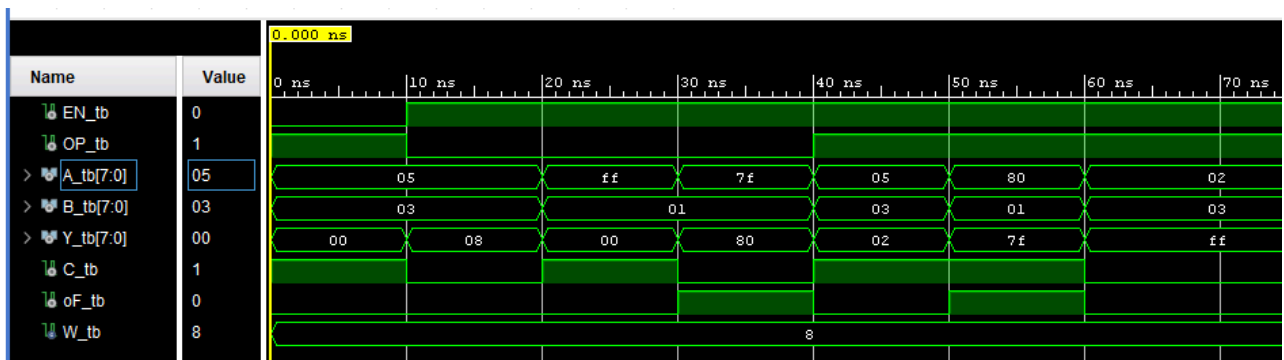 0.000 ns
Name Value 0 ns 10 ns 20 ns 30 ns 40 ns 50 ns 60 ns 70 ns
EN_tb 0
OP_tb 1
> A_tb[7:0] 05 05 ff 7f 05 80 02
> B_tb[7:0] 03 03 01 03 01 03
> Y_tb[7:0] 00 00 08 00 80 02 7f ff
C_tb 1
oF_tb 0
W_tb 8 8